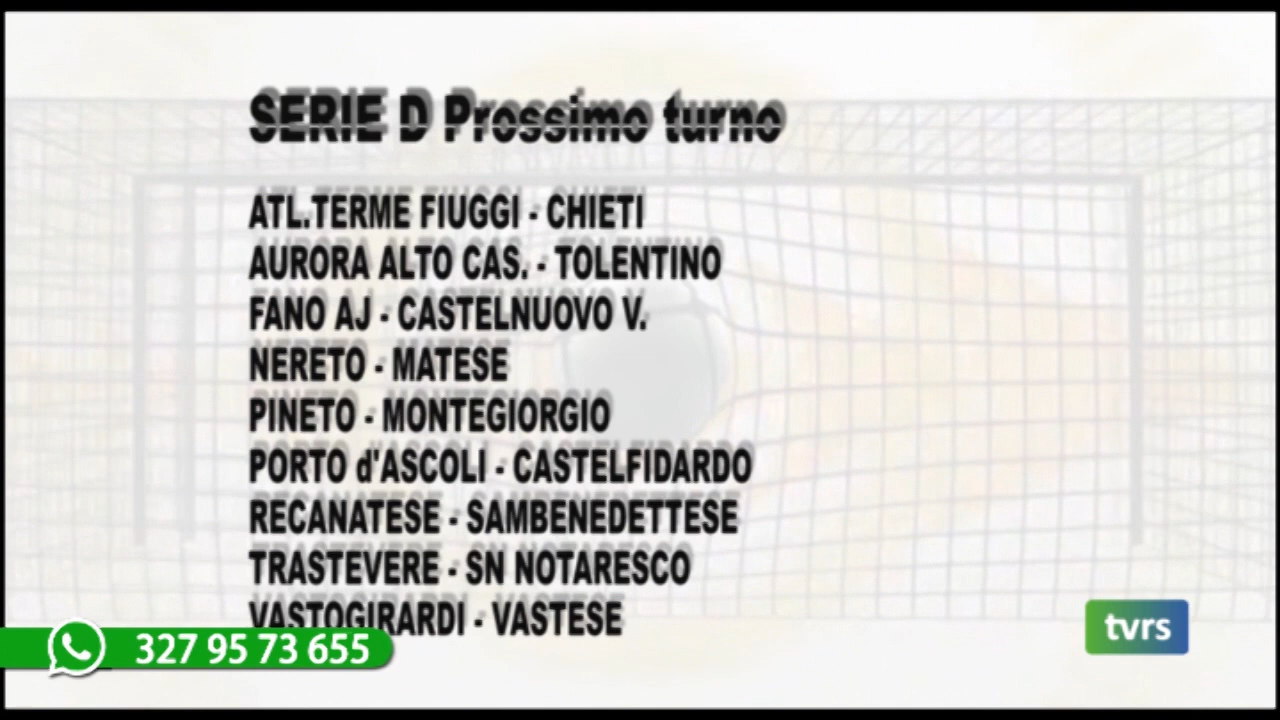 SERIE D Prossimo turno
ATL.TERME FIUGGI - CHIETI
AURORA ALTO CAS. - TOLENTINO
FANO AJ - CASTELNUOVO V.
NERETO - MATESE
PINETO - MONTEGIORGIO
PORTO d'ASCOLI - CASTELFIDARDO
RECANATESE - SAMBENEDETTESE
TRASTEVERE - SN NOTARESCO
VASTOGIRARDI - VASTESE
327 95 73 655
tvrs